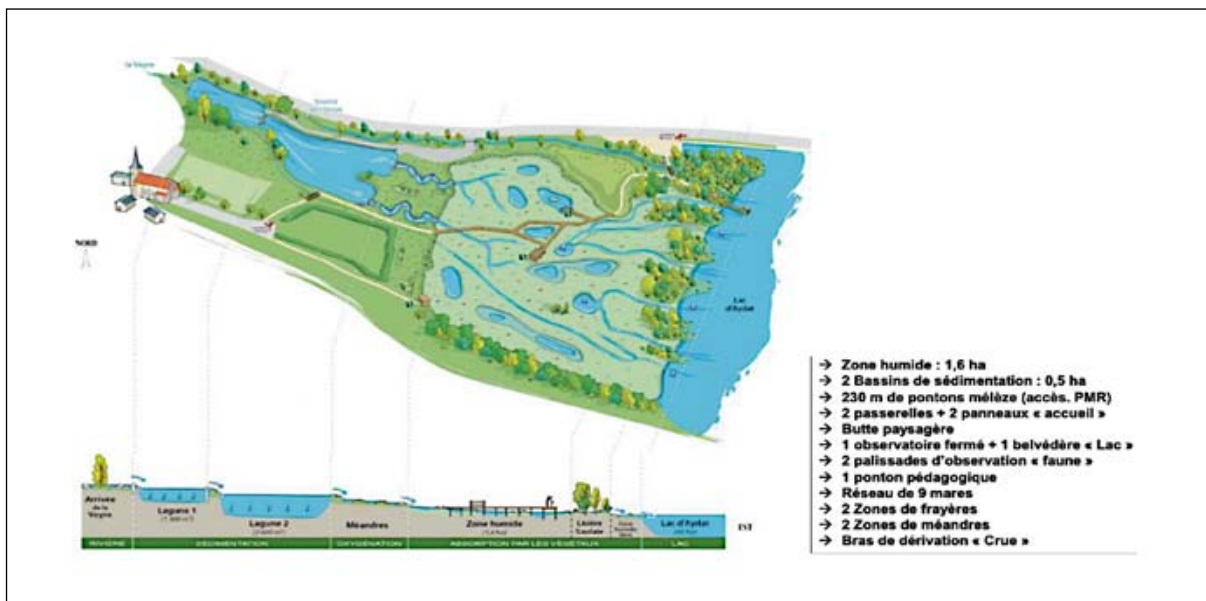 la Veyre
NORD
Lac
d'Aydat
→ Zone humide : 1,6 ha
→ 2 Bassins de sédimentation : 0,5 ha
→ 230 m de pontons mélèze (accès. PMR)
→ 2 passerelles + 2 panneaux « accueil »
→ Butte paysagère
→ 1 observatoire fermé + 1 belvédère « Lac »
→ 2 palissades d'observation « faune »
→ 1 ponton pédagogique
→ Réseau de 9 mares
→ 2 Zones de frayères
→ 2 Zones de méandres
→ Bras de dérivation « Crue »
Arrivée
de la
Veyre
Lagune 1
Lagune 2
Méandres
Zone humide
Lisière
Lac d'Aydat
EST
RIVIÈRE
SÉDIMENTATION
OXYGÉNATION
ABSORPTION PAR LES VÉGÉTAUX
LAC